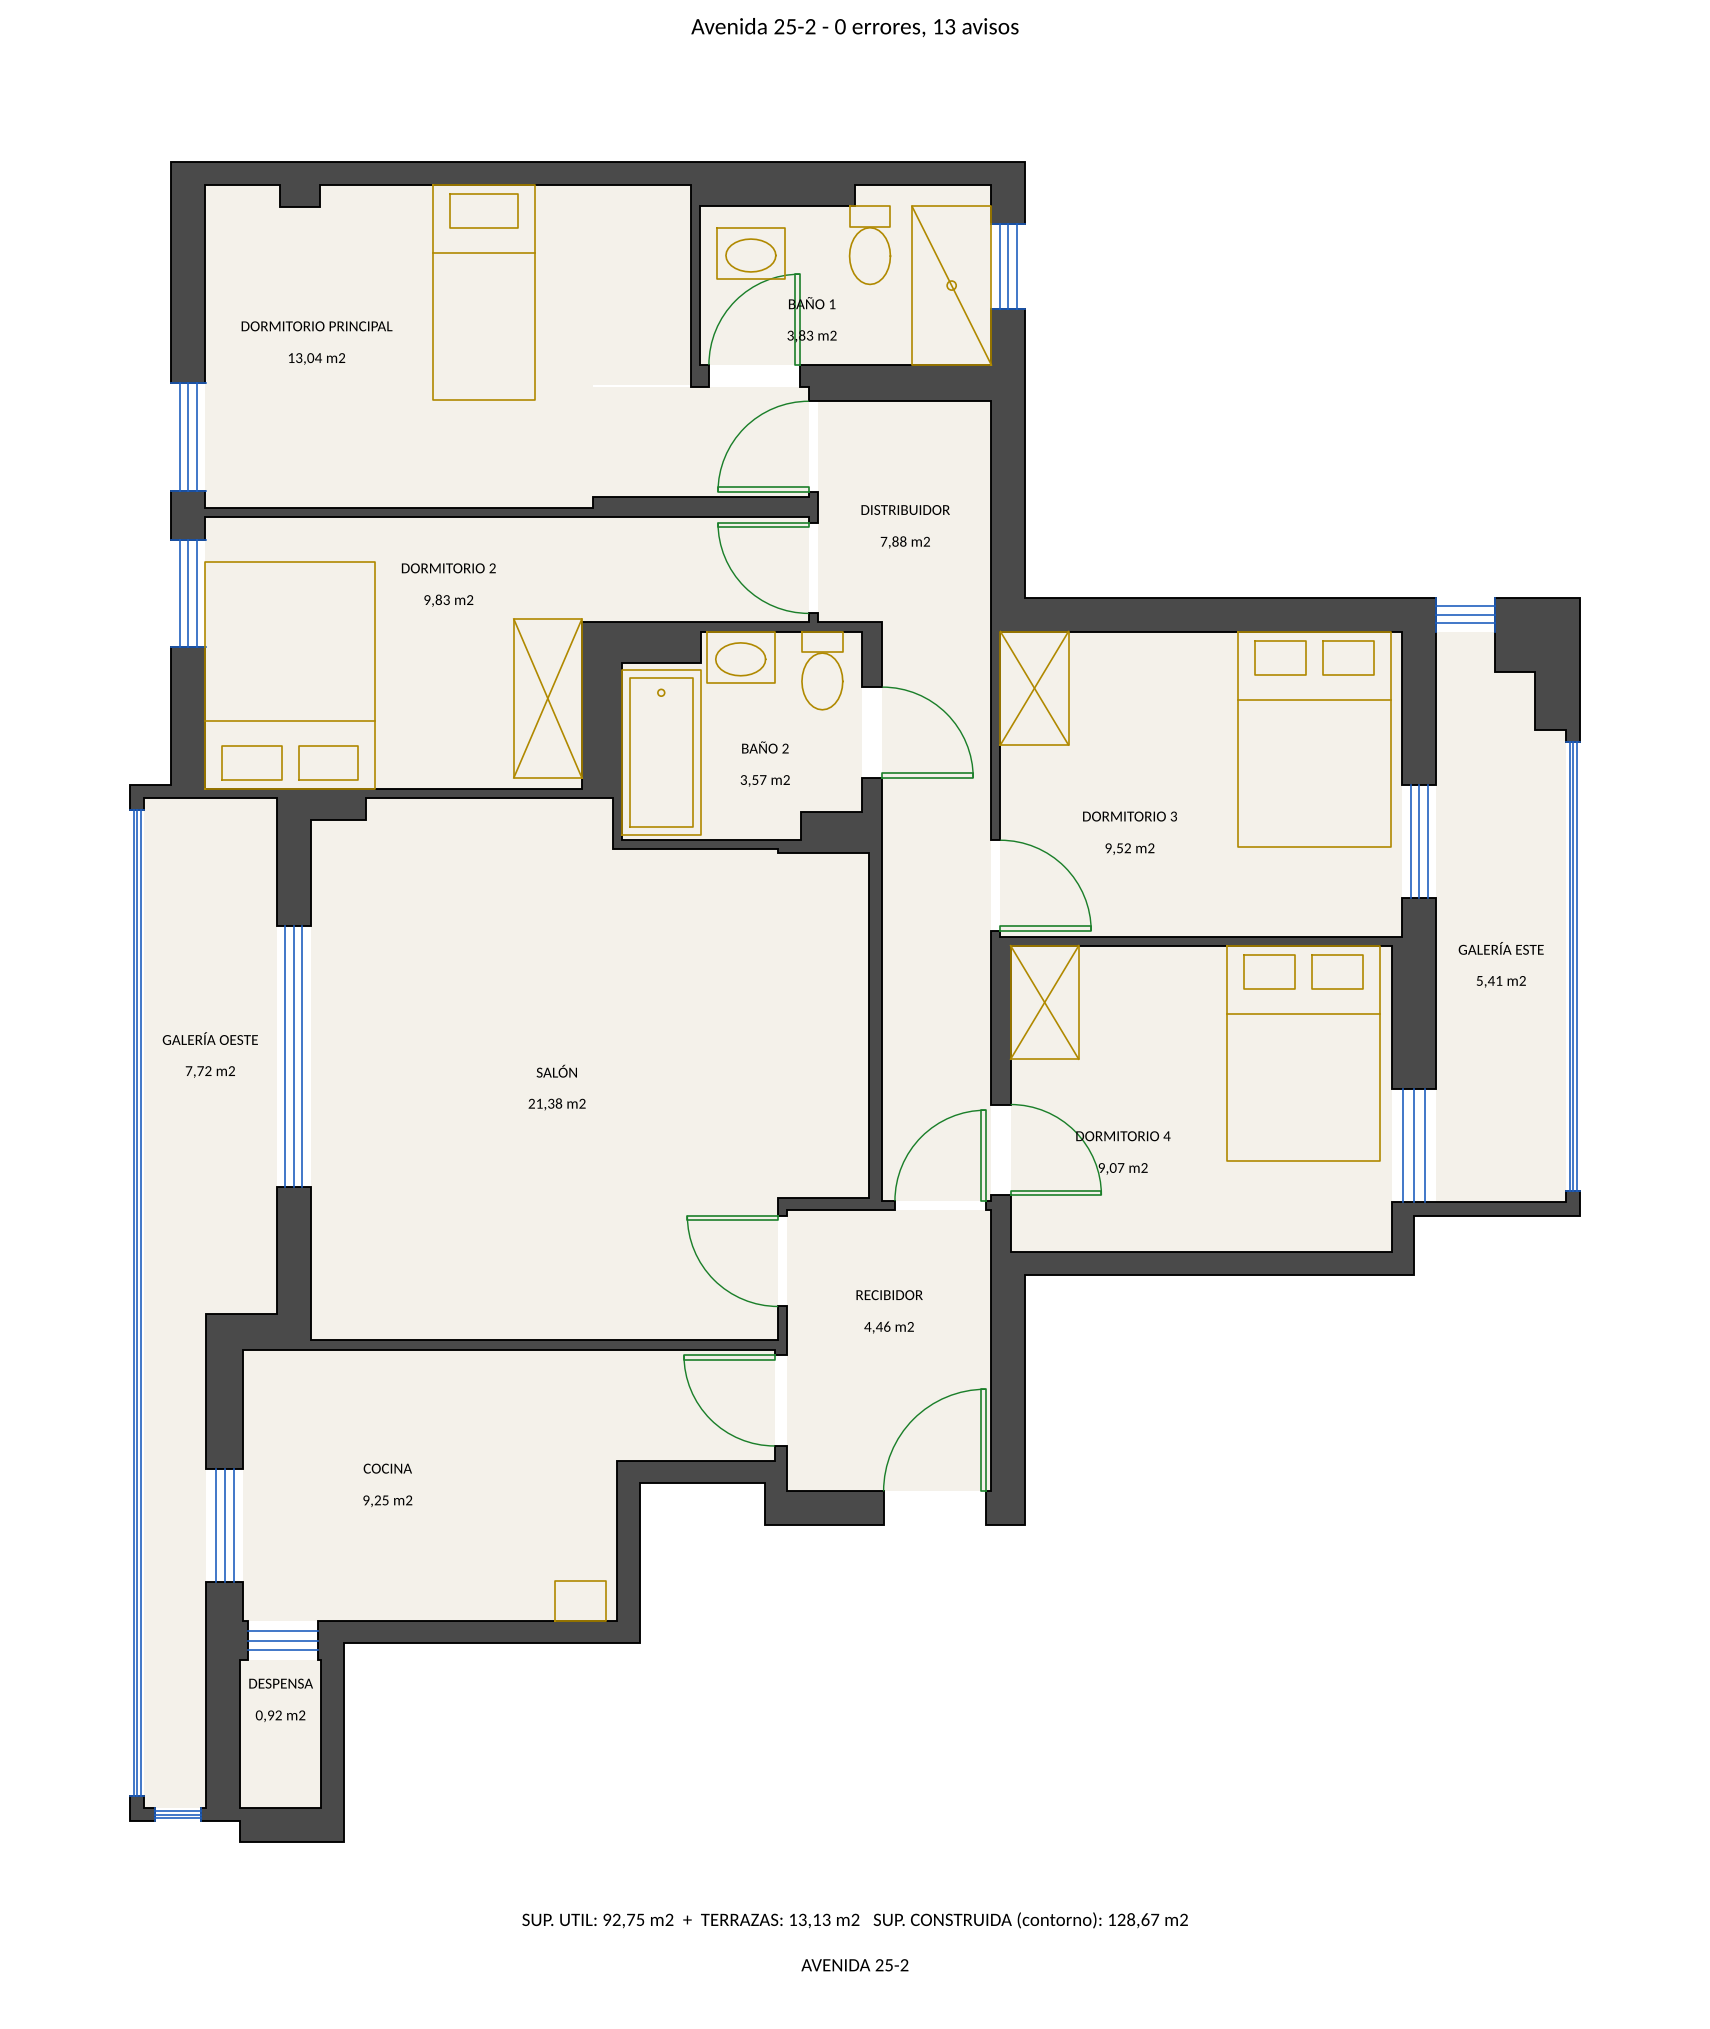 Avenida 25-2 - 0 errores, 13 avisos
BAÑO 1
3,83 m2
DORMITORIO PRINCIPAL
13,04 m2
DISTRIBUIDOR
7,88 m2
DORMITORIO 2
9,83 m2
BAÑO 2
3,57 m2
DORMITORIO 3
9,52 m2
GALERÍA ESTE
5,41 m2
GALERÍA OESTE
7,72 m2
SALÓN
21,38 m2
DORMITORIO 4
9,07 m2
RECIBIDOR
4,46 m2
COCINA
9,25 m2
DESPENSA
0,92 m2
SUP. UTIL: 92,75 m2 + TERRAZAS: 13,13 m2 SUP. CONSTRUIDA (contorno): 128,67 m2
AVENIDA 25-2